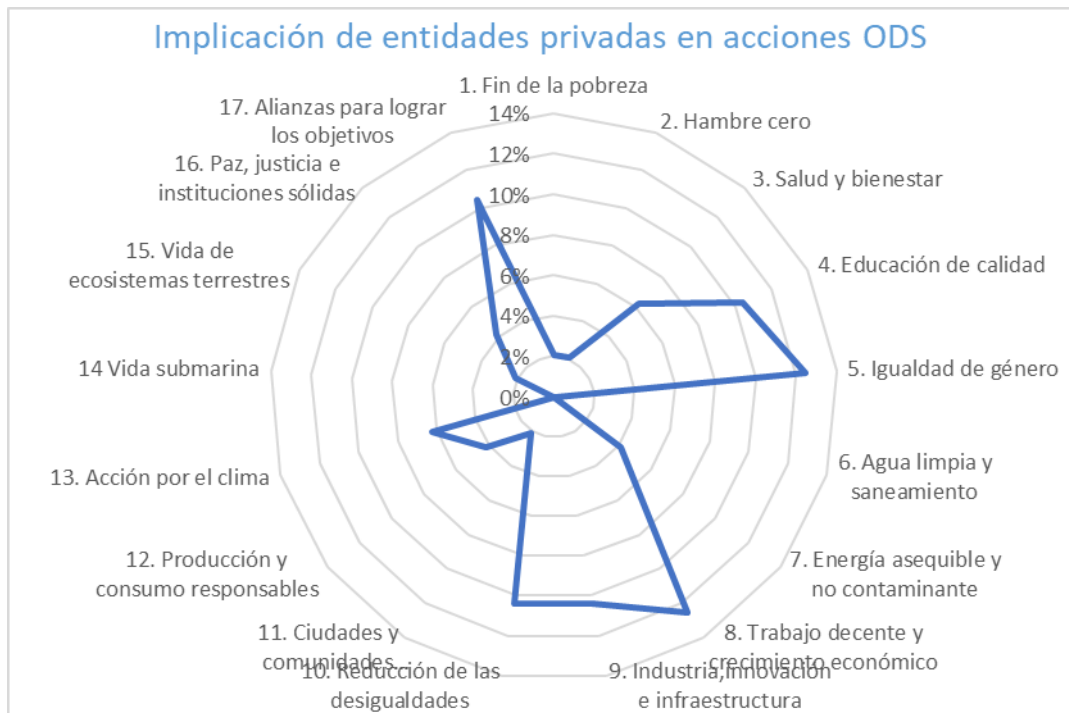 Implicación de entidades privadas en acciones ODS
1. Fin de la pobreza
2. Hambre cero
3. Salud y bienestar
4. Educación de calidad
5. Igualdad de género
6. Agua limpia y
saneamiento
7. Energía asequible y
no contaminante
8. Trabajo decente y
crecimiento económico
9. Industria,innovación
e infraestructura
10. Reducción de las
desigualdades
11. Ciudades y
comunidades...
12. Producción y
consumo responsables
13. Acción por el clima
14 Vida submarina
15. Vida de
ecosistemas terrestres
16. Paz, justicia e
instituciones sólidas
17. Alianzas para lograr
los objetivos
14%
12%
10%
8%
6%
4%
2%
0%